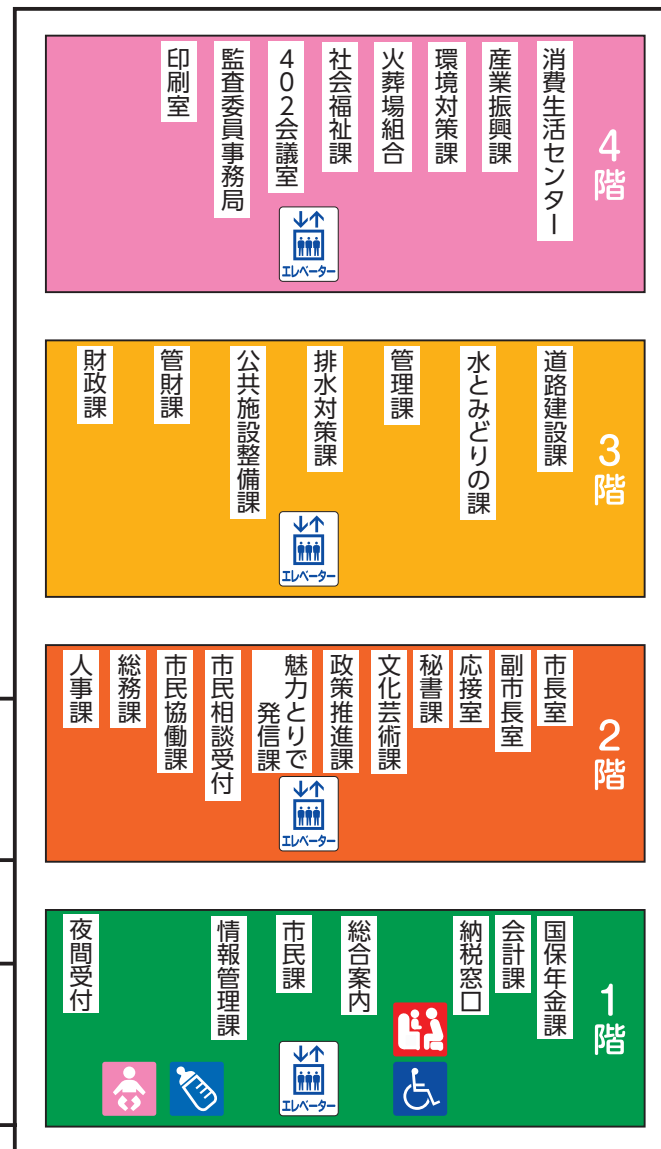 4階
消費生活センター
産業振興課
環境対策課
火葬場組合
社会福祉課
402会議室
監査委員事務局
印刷室
エレベーター
3階
道路建設課
水とみどりの課
管理課
排水対策課
公共施設整備課
管財課
財政課
エレベーター
2階
市長室
副市長室
応接室
秘書課
文化芸術課
政策推進課
魅力とりで
発信課
市民相談受付
市民協働課
総務課
人事課
エレベーター
1階
国保年金課
会計課
納税窓口
総合案内
市民課
情報管理課
夜間受付
エレベーター